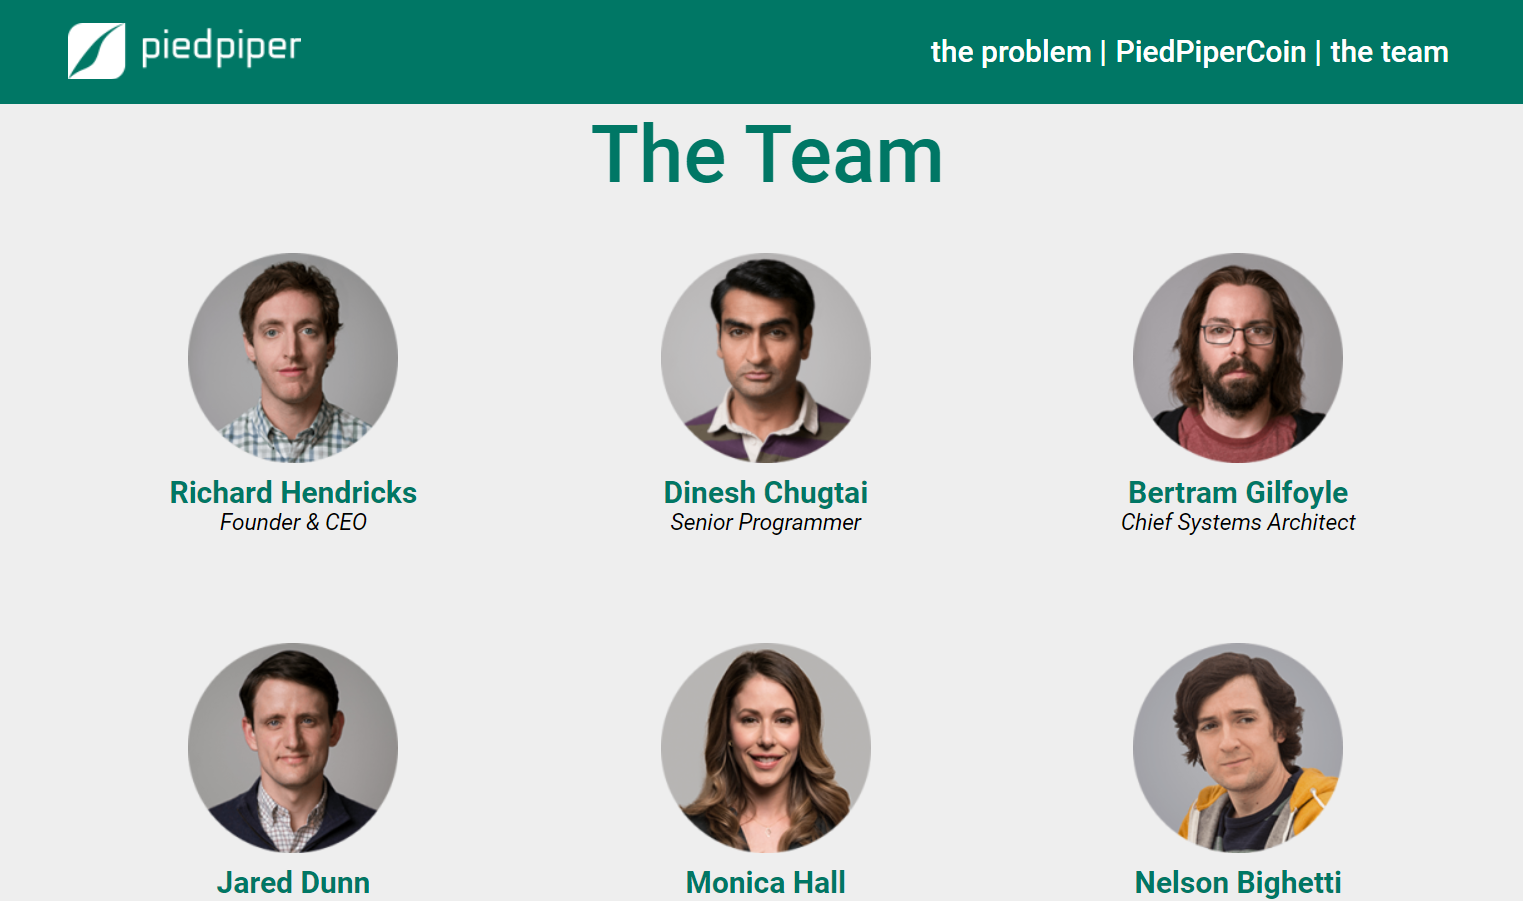 piedpiper
the problem | PiedPiperCoin | the team
The Team
Richard Hendricks
Founder & CEO
Dinesh Chugtai
Senior Programmer
Bertram Gilfoyle
Chief Systems Architect
Jared Dunn
Monica Hall
Nelson Bighetti